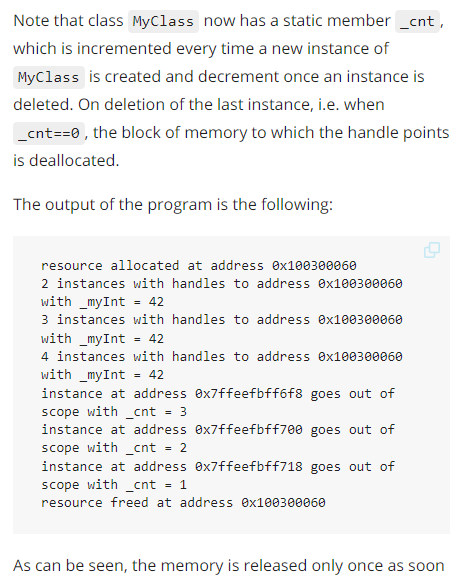 Note that class MyClass now has a static member _cnt ,
which is incremented every time a new instance of
MyClass is created and decrement once an instance is
deleted. On deletion of the last instance, i.e. when
_cnt==0 , the block of memory to which the handle points
is deallocated.
The output of the program is the following:
resource allocated at address 0x100300060
2 instances with handles to address 0x100300060
with _myInt = 42
3 instances with handles to address 0x100300060
with _myInt = 42
4 instances with handles to address 0x100300060
with _myInt = 42
instance at address 0x7ffeefbff6f8 goes out of
scope with _cnt = 3
instance at address 0x7ffeefbff700 goes out of
scope with _cnt = 2
instance at address 0x7ffeefbff718 goes out of
scope with _cnt = 1
resource freed at address 0x100300060
As can be seen, the memory is released only once as soon